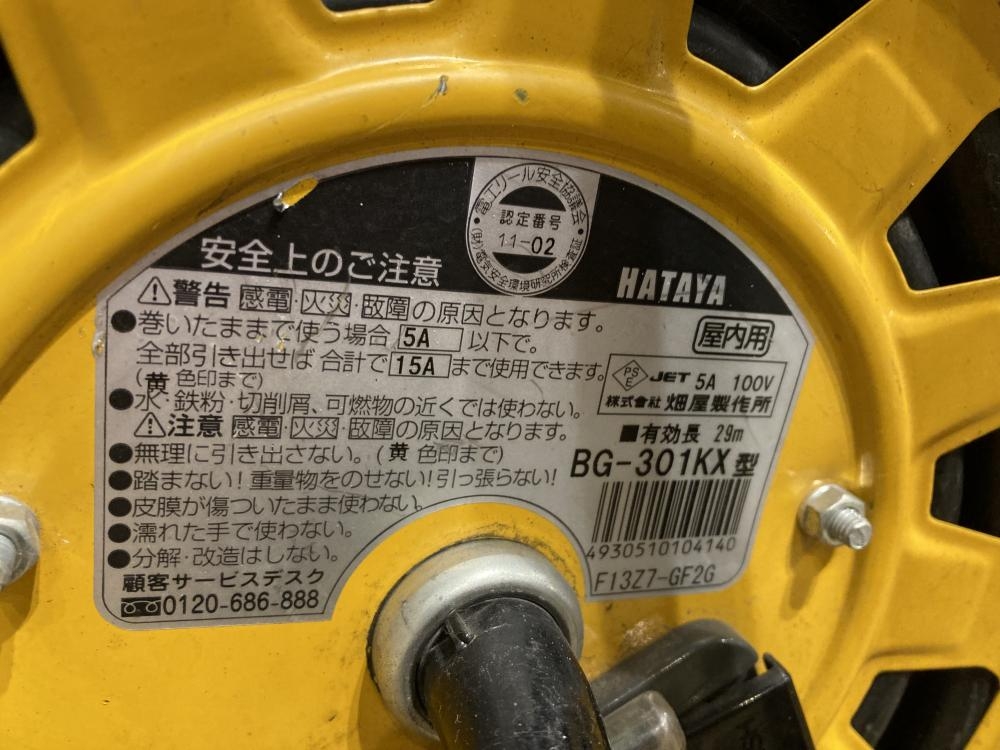 電工リール安全協議会
認定番号
11-02
(財)電気安全環境研究所検査証
安全上のご注意
HATAYA
⚠警告 感電・火災・故障の原因となります。
●巻いたままで使う場合 5A 以下で。
全部引き出せば 合計で 15A まで使用できます。
(黄 色印まで)
●水・鉄粉・切削屑、可燃物の近くでは使わない。
⚠注意 感電・火災・故障の原因となります。
●無理に引き出さない。(黄 色印まで)
●踏まない!重量物をのせない!引っ張らない!
●皮膜が傷ついたまま使わない。
●濡れた手で使わない。
●分解・改造はしない。
顧客サービスデスク
0120-686-888
屋内用
PS
E
JET 5A 100V
株式会社 畑屋製作所
■有効長 29m
BG-301KX型
4930510104140
F13Z7-GF2G